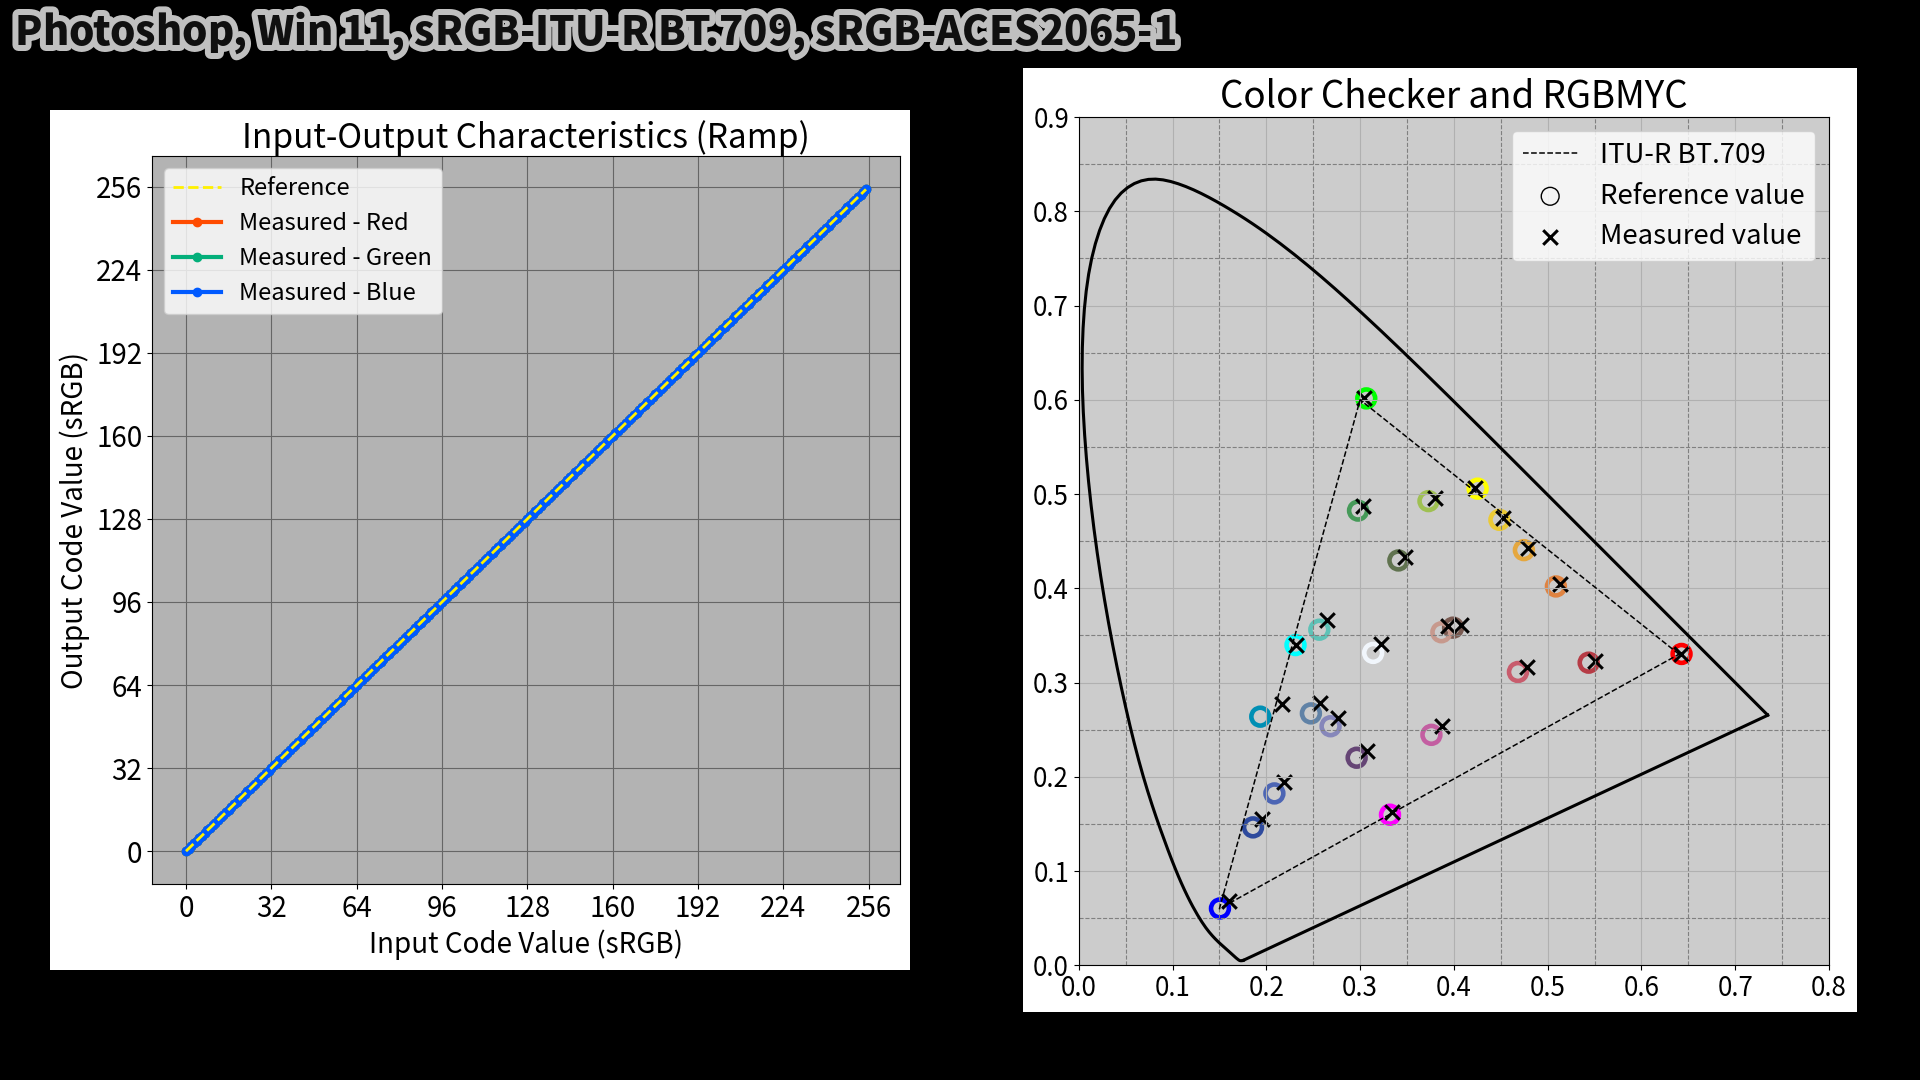 Photoshop, Win 11, sRGB-ITU-R BT.709, sRGB-ACES2065-1
Input-Output Characteristics (Ramp)
Reference
Measured - Red
Measured - Green
Measured - Blue
256
224
192
160
128
96
64
32
0
Output Code Value (sRGB)
0 32 64 96 128 160 192 224 256
Input Code Value (sRGB)
Color Checker and RGBMYC
ITU-R BT.709
Reference value
Measured value
0.9
0.8
0.7
0.6
0.5
0.4
0.3
0.2
0.1
0.0
0.0 0.1 0.2 0.3 0.4 0.5 0.6 0.7 0.8